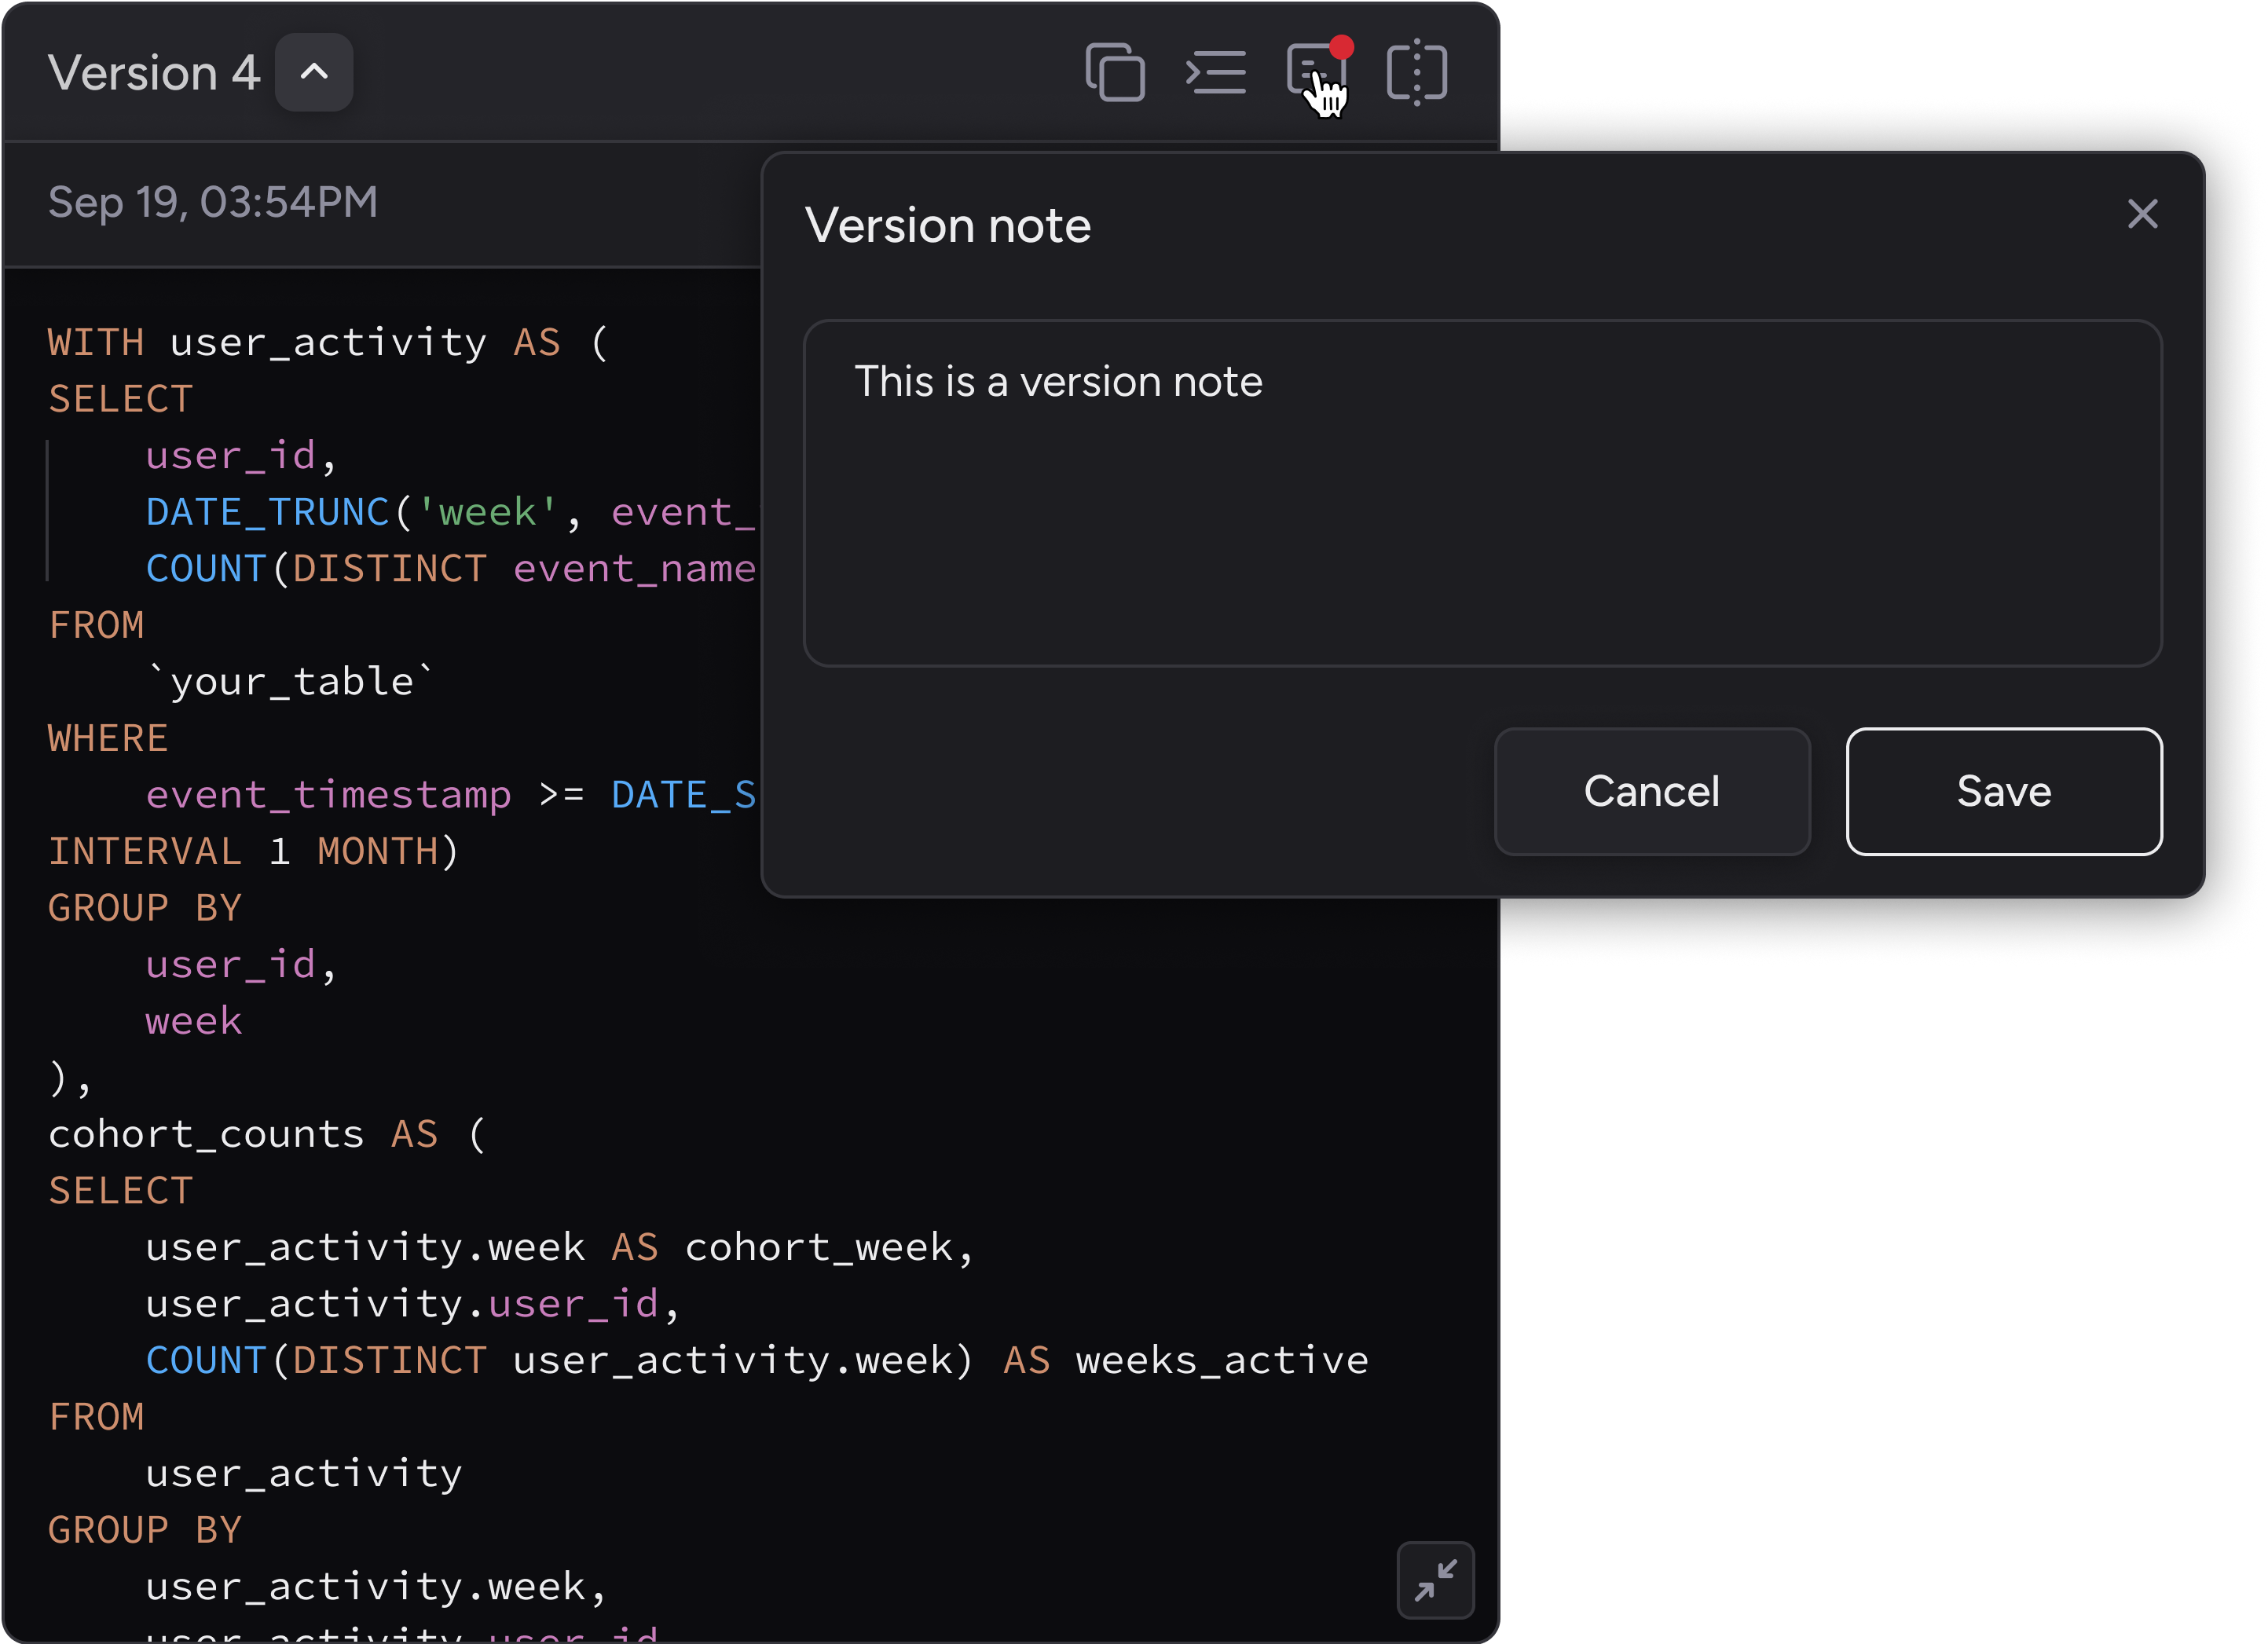 Version 4
Sep 19, 03:54PM
Version note
This is a version note
Cancel
Save
WITH user_activity AS (
SELECT
user_id,
DATE_TRUNC('week', event_
COUNT(DISTINCT event_name
FROM
`your_table`
WHERE
event_timestamp >= DATE_S
INTERVAL 1 MONTH)
GROUP BY
user_id,
week
),
cohort_counts AS (
SELECT
user_activity.week AS cohort_week,
user_activity.user_id,
COUNT(DISTINCT user_activity.week) AS weeks_active
FROM
user_activity
GROUP BY
user_activity.week,
user_activity.user_id